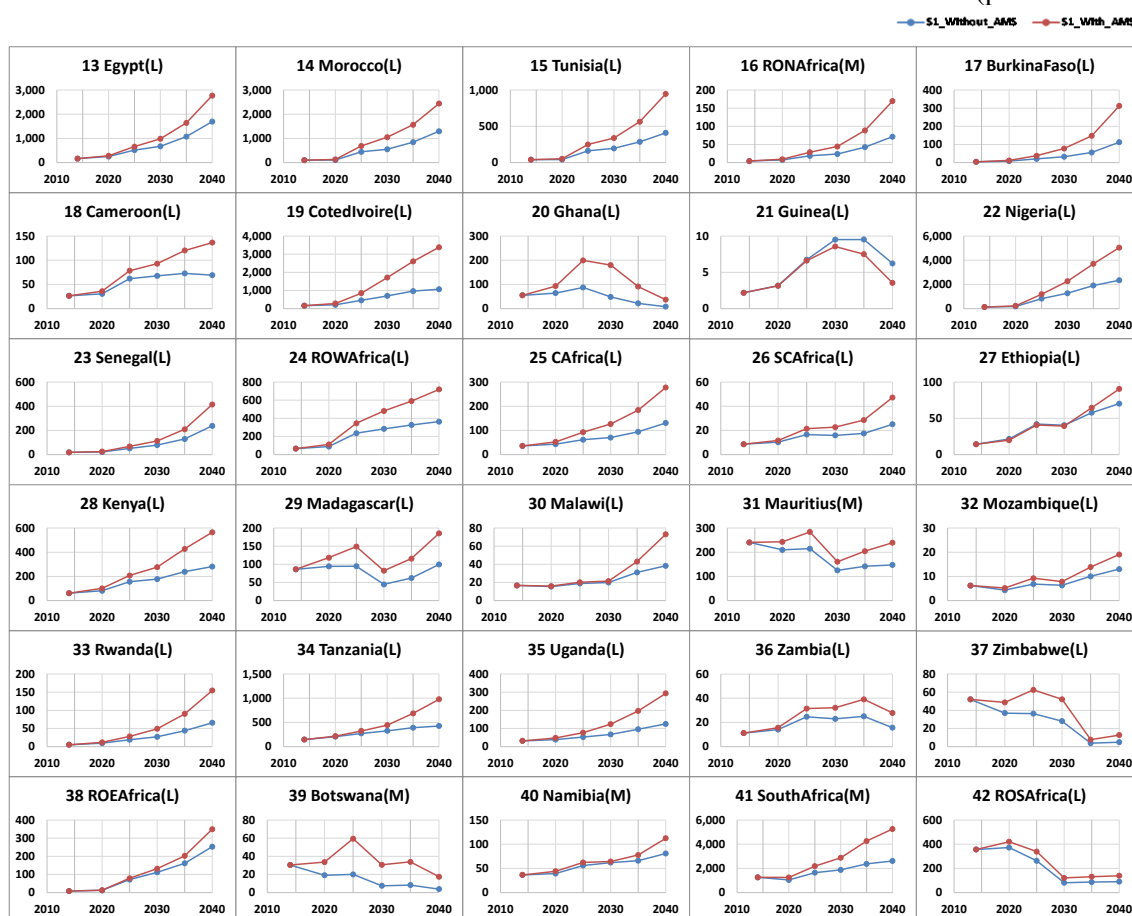 (p
S1_Without_AMS S1_With_AMS
13 Egypt(L) 14 Morocco(L) 15 Tunisia(L) 16 RONAfrica(M) 17 BurkinaFaso(L)
3,000 3,000 1,000 200 400
150 300
2,000 2,000
500 100 200
1,000 1,000
50 100
0 0 0 0 0
2010 2020 2030 2040 2010 2020 2030 2040 2010 2020 2030 2040 2010 2020 2030 2040 2010 2020 2030 2040
18 Cameroon(L) 19 CotedIvoire(L) 20 Ghana(L) 21 Guinea(L) 22 Nigeria(L)
150 4,000 300 10 6,000
3,000
100 200 4,000
2,000 5
50 100 2,000
1,000
0 0 0 0 0
2010 2020 2030 2040 2010 2020 2030 2040 2010 2020 2030 2040 2010 2020 2030 2040 2010 2020 2030 2040
23 Senegal(L) 24 ROWAfrica(L) 25 CAfrica(L) 26 SCAfrica(L) 27 Ethiopia(L)
600 800 300 60 100
600
400 200 40
400 50
200 100 20
200
0 0 0 0 0
2010 2020 2030 2040 2010 2020 2030 2040 2010 2020 2030 2040 2010 2020 2030 2040 2010 2020 2030 2040
28 Kenya(L) 29 Madagascar(L) 30 Malawi(L) 31 Mauritius(M) 32 Mozambique(L)
600 200 80 300 30
150 60
400 200 20
100 40
200 100 10
50 20
0 0 0 0 0
2010 2020 2030 2040 2010 2020 2030 2040 2010 2020 2030 2040 2010 2020 2030 2040 2010 2020 2030 2040
33 Rwanda(L) 34 Tanzania(L) 35 Uganda(L) 36 Zambia(L) 37 Zimbabwe(L)
200 1,500 400 60 80
150 300 60
1,000 40
100 200 40
500 20
50 100 20
0 0 0 0 0
2010 2020 2030 2040 2010 2020 2030 2040 2010 2020 2030 2040 2010 2020 2030 2040 2010 2020 2030 2040
38 ROEAfrica(L) 39 Botswana(M) 40 Namibia(M) 41 SouthAfrica(M) 42 ROSAfrica(L)
400 80 150 6,000 600
300 60
100 4,000 400
200 40
50 2,000 200
100 20
0 0 0 0 0
2010 2020 2030 2040 2010 2020 2030 2040 2010 2020 2030 2040 2010 2020 2030 2040 2010 2020 2030 2040